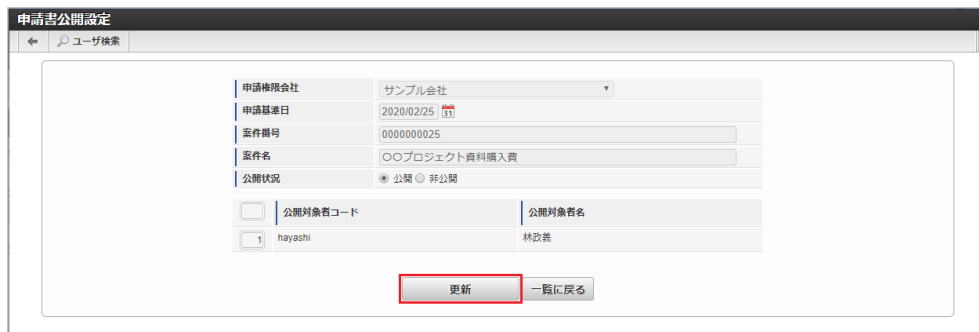 申請書公開設定
ユーザ検索
申請権限会社 サンプル会社
申請基準日 2020/02/25 31
案件番号 0000000025
案件名 〇〇プロジェクト資料購入費
公開状況 公開 非公開
公開対象者コード 公開対象者名
1 hayashi 林政義
更新 一覧に戻る